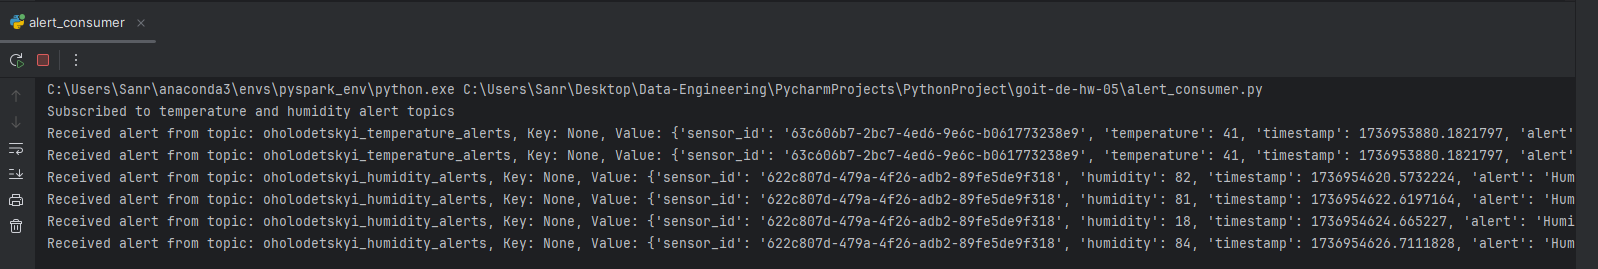 alert_consumer
C:\Users\Sanr\anaconda3\envs\pyspark_env\python.exe C:\Users\Sanr\Desktop\Data-Engineering\PycharmProjects\PythonProject\goit-de-hw-05\alert_consumer.py
Subscribed to temperature and humidity alert topics
Received alert from topic: oholodetskyi_temperature_alerts, Key: None, Value: {'sensor_id': '63c606b7-2bc7-4ed6-9e6c-b061773238e9', 'temperature': 41, 'timestamp': 1736953880.1821797, 'alert'
Received alert from topic: oholodetskyi_temperature_alerts, Key: None, Value: {'sensor_id': '63c606b7-2bc7-4ed6-9e6c-b061773238e9', 'temperature': 41, 'timestamp': 1736953880.1821797, 'alert'
Received alert from topic: oholodetskyi_humidity_alerts, Key: None, Value: {'sensor_id': '622c807d-479a-4f26-adb2-89fe5de9f318', 'humidity': 82, 'timestamp': 1736954620.5732224, 'alert': 'Hum
Received alert from topic: oholodetskyi_humidity_alerts, Key: None, Value: {'sensor_id': '622c807d-479a-4f26-adb2-89fe5de9f318', 'humidity': 81, 'timestamp': 1736954622.6197164, 'alert': 'Hum
Received alert from topic: oholodetskyi_humidity_alerts, Key: None, Value: {'sensor_id': '622c807d-479a-4f26-adb2-89fe5de9f318', 'humidity': 18, 'timestamp': 1736954624.665227, 'alert': 'Humi
Received alert from topic: oholodetskyi_humidity_alerts, Key: None, Value: {'sensor_id': '622c807d-479a-4f26-adb2-89fe5de9f318', 'humidity': 84, 'timestamp': 1736954626.7111828, 'alert': 'Hum